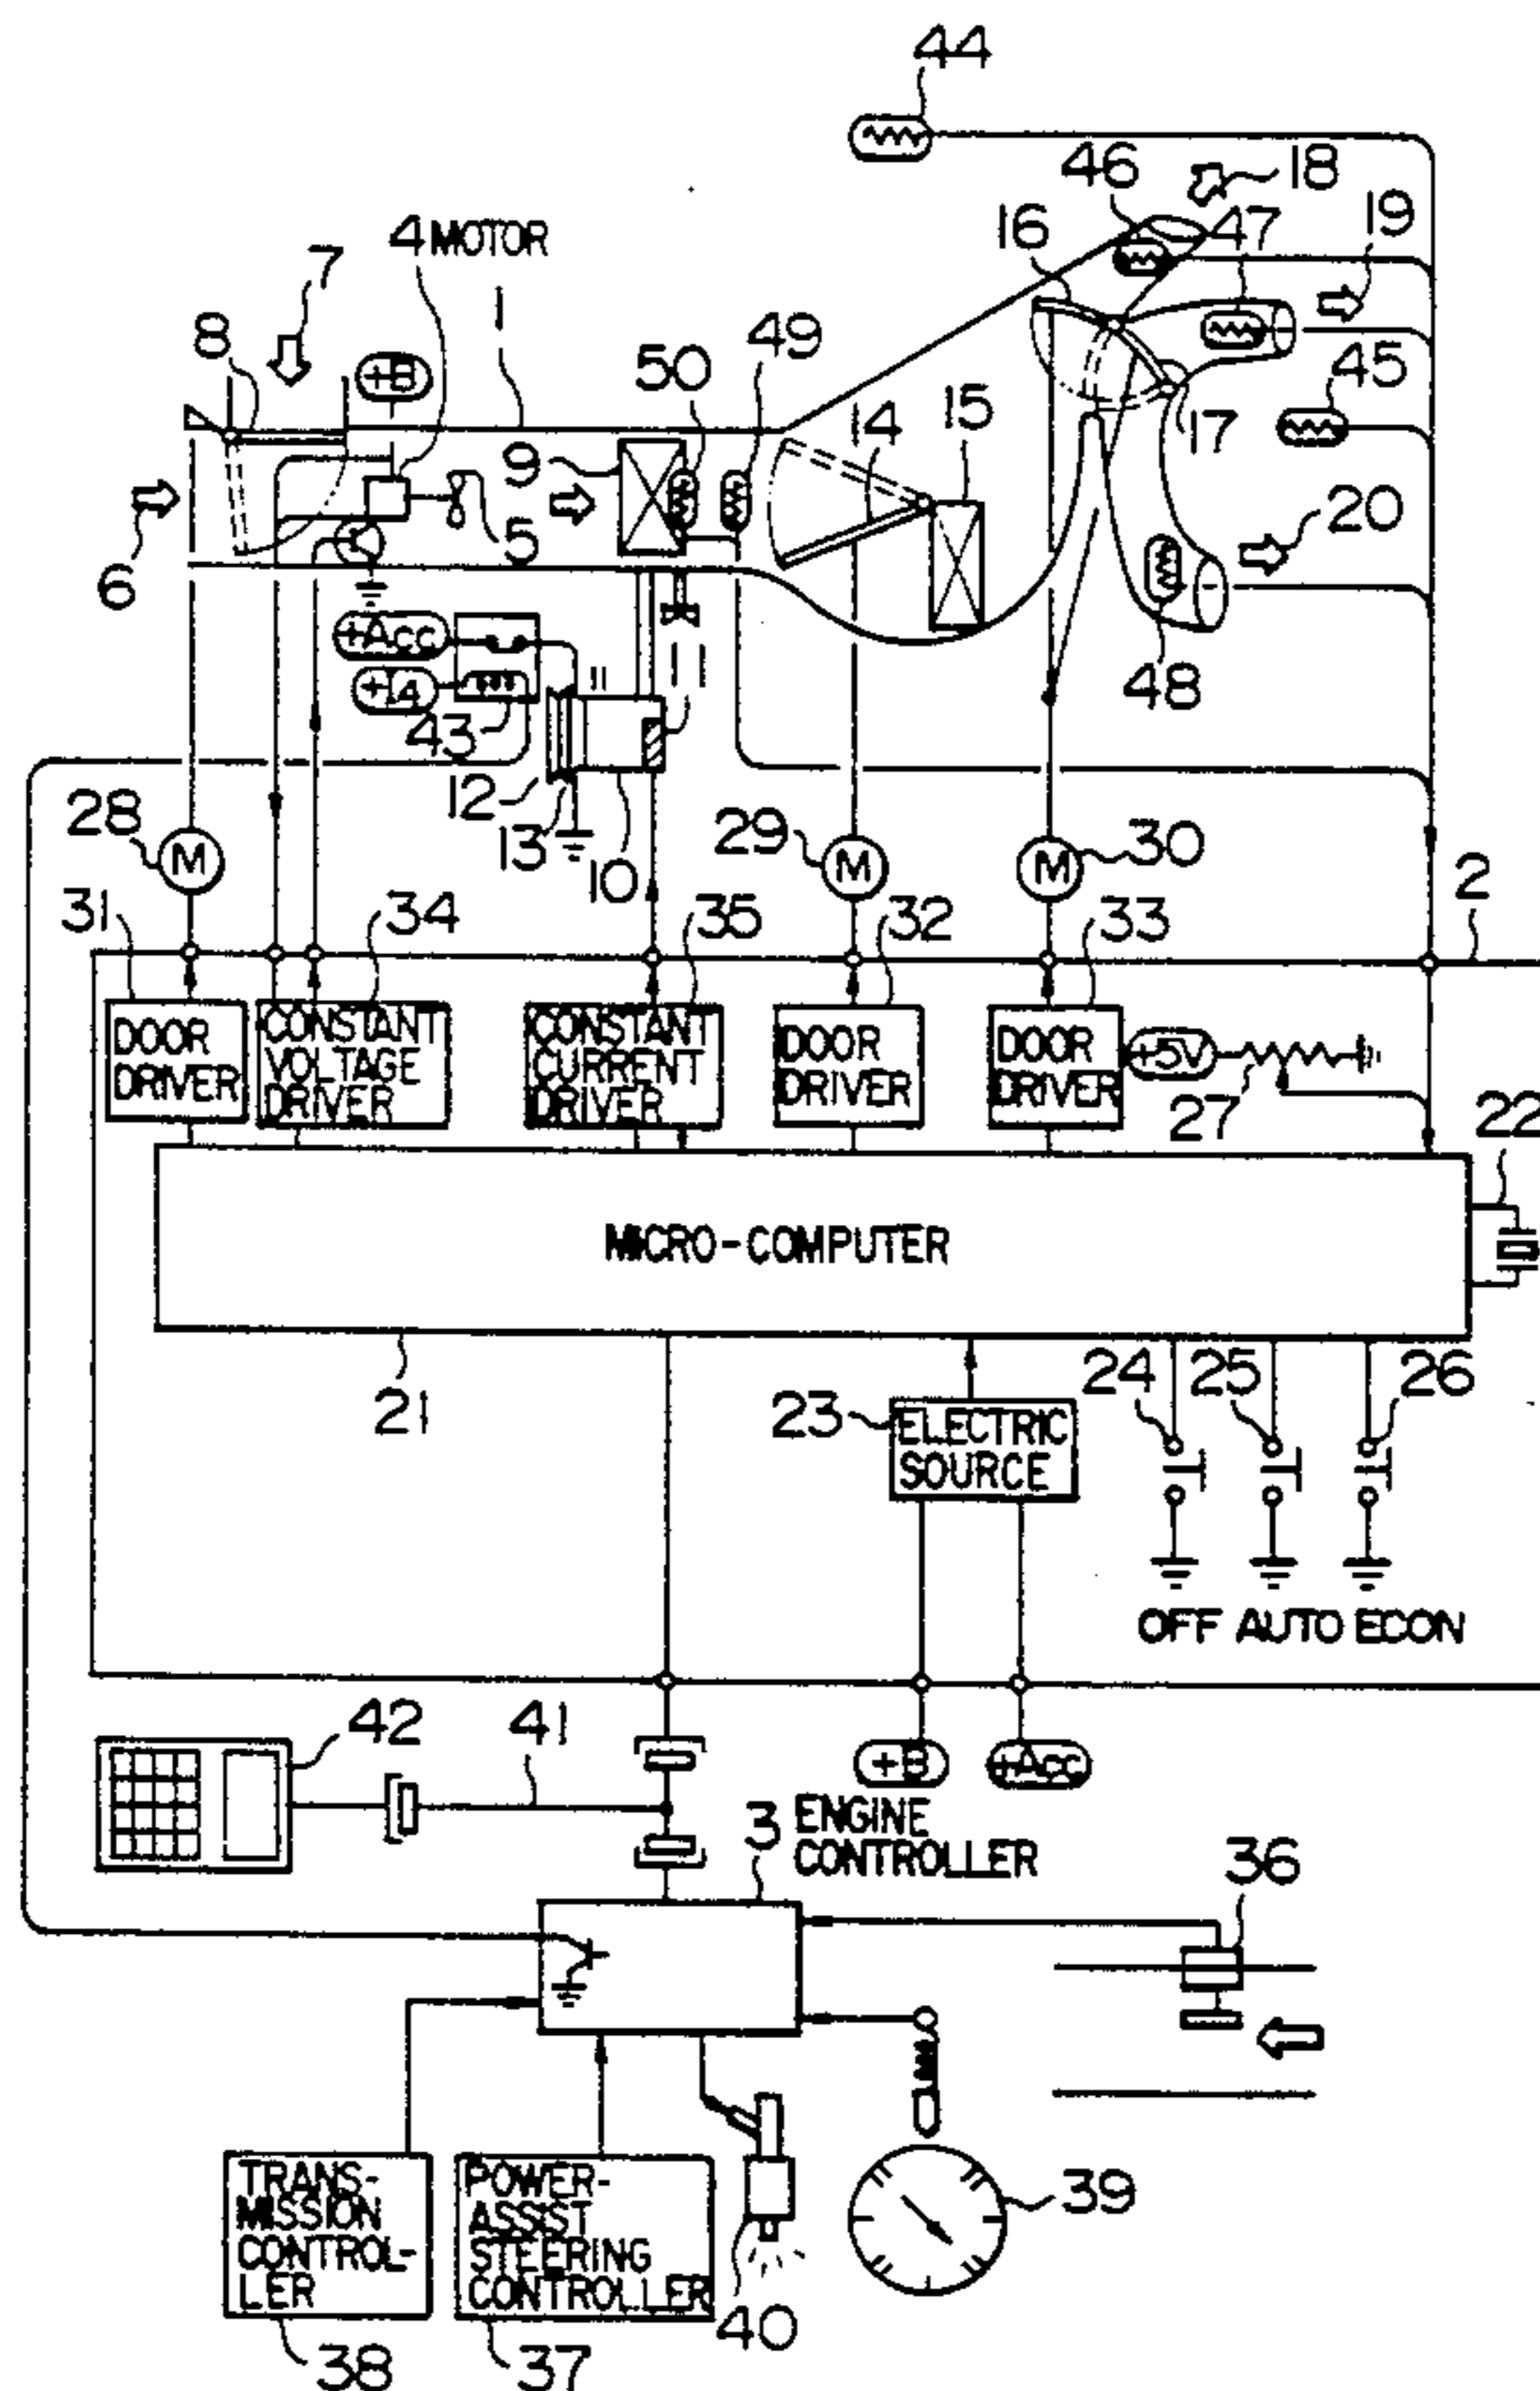 44
46
18
16
47
19
4 MOTOR
7
1
8
+B
50
49
45
14
15
17
9
5
20
6
+Acc
+14
43
11
48
12
13
10
28
M
29
M
30
M
2
31
34
35
32
33
DOOR
DRIVER
CONSTANT
VOLTAGE
DRIVER
CONSTANT
CURRENT
DRIVER
DOOR
DRIVER
DOOR
DRIVER
+5V
27
22
MICRO-COMPUTER
21
23
ELECTRIC
SOURCE
24
25
26
OFF AUTO ECON
42
41
+B
+Acc
3
ENGINE
CONTROLLER
36
TRANS-
MISSION
CONTROL-
LER
POWER-
ASSIST
STEERING
CONTROLLER
39
40
38
37